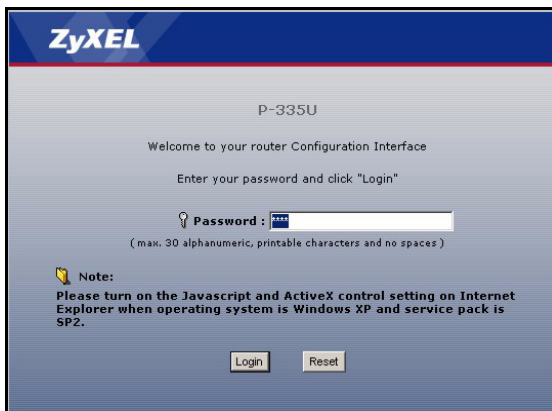 ZyXEL
P-335U
Welcome to your router Configuration Interface
Enter your password and click "Login"
Password : ****
( max. 30 alphanumeric, printable characters and no spaces )
Note:
Please turn on the Javascript and ActiveX control setting on Internet
Explorer when operating system is Windows XP and service pack is
SP2.
Login Reset